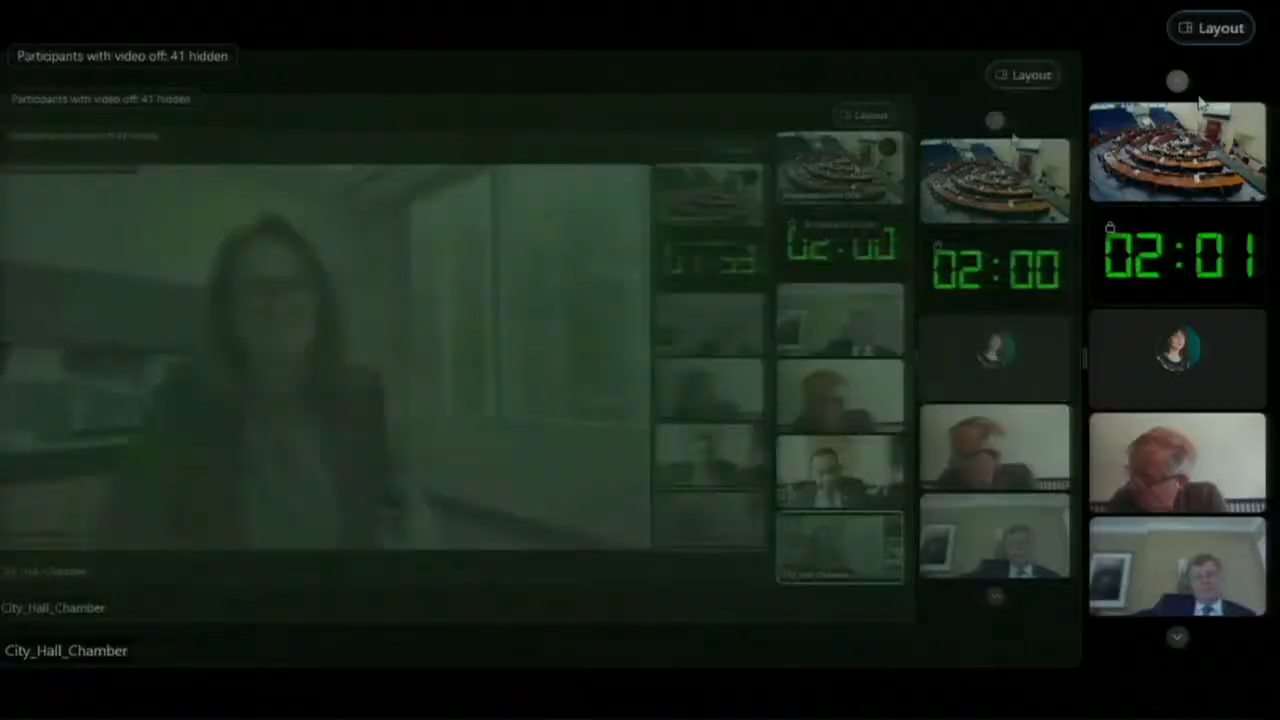 Layout
Participants with video off: 41 hidden
Layout
Participants with video off: 41 hidden
Layout
02:01
02:00
City_Hall_Chamber
City_Hall_Chamber